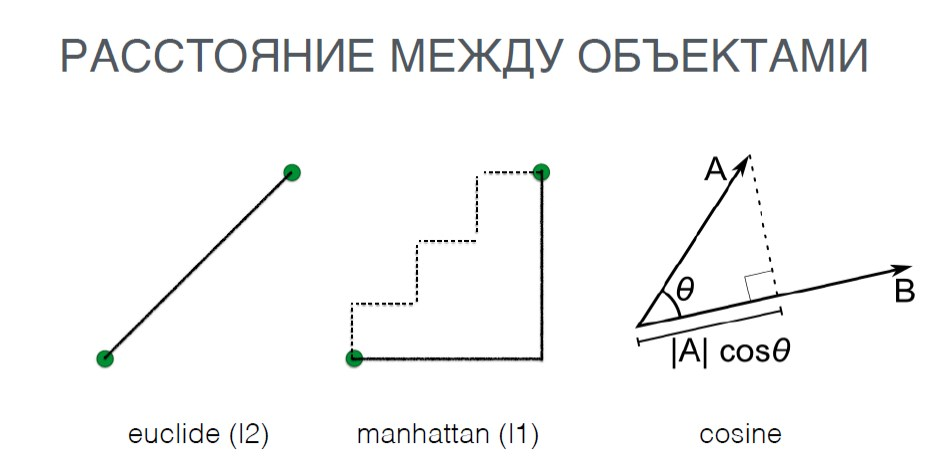 РАССТОЯНИЕ МЕЖДУ ОБЪЕКТАМИ
A
θ
B
|A| cosθ
euclide (l2)
manhattan (l1)
cosine